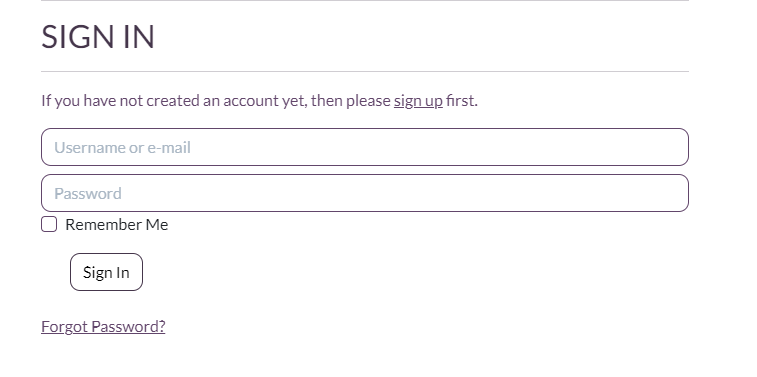 SIGN IN
If you have not created an account yet, then please sign up first.
Username or e-mail
Password
Remember Me
Sign In
Forgot Password?